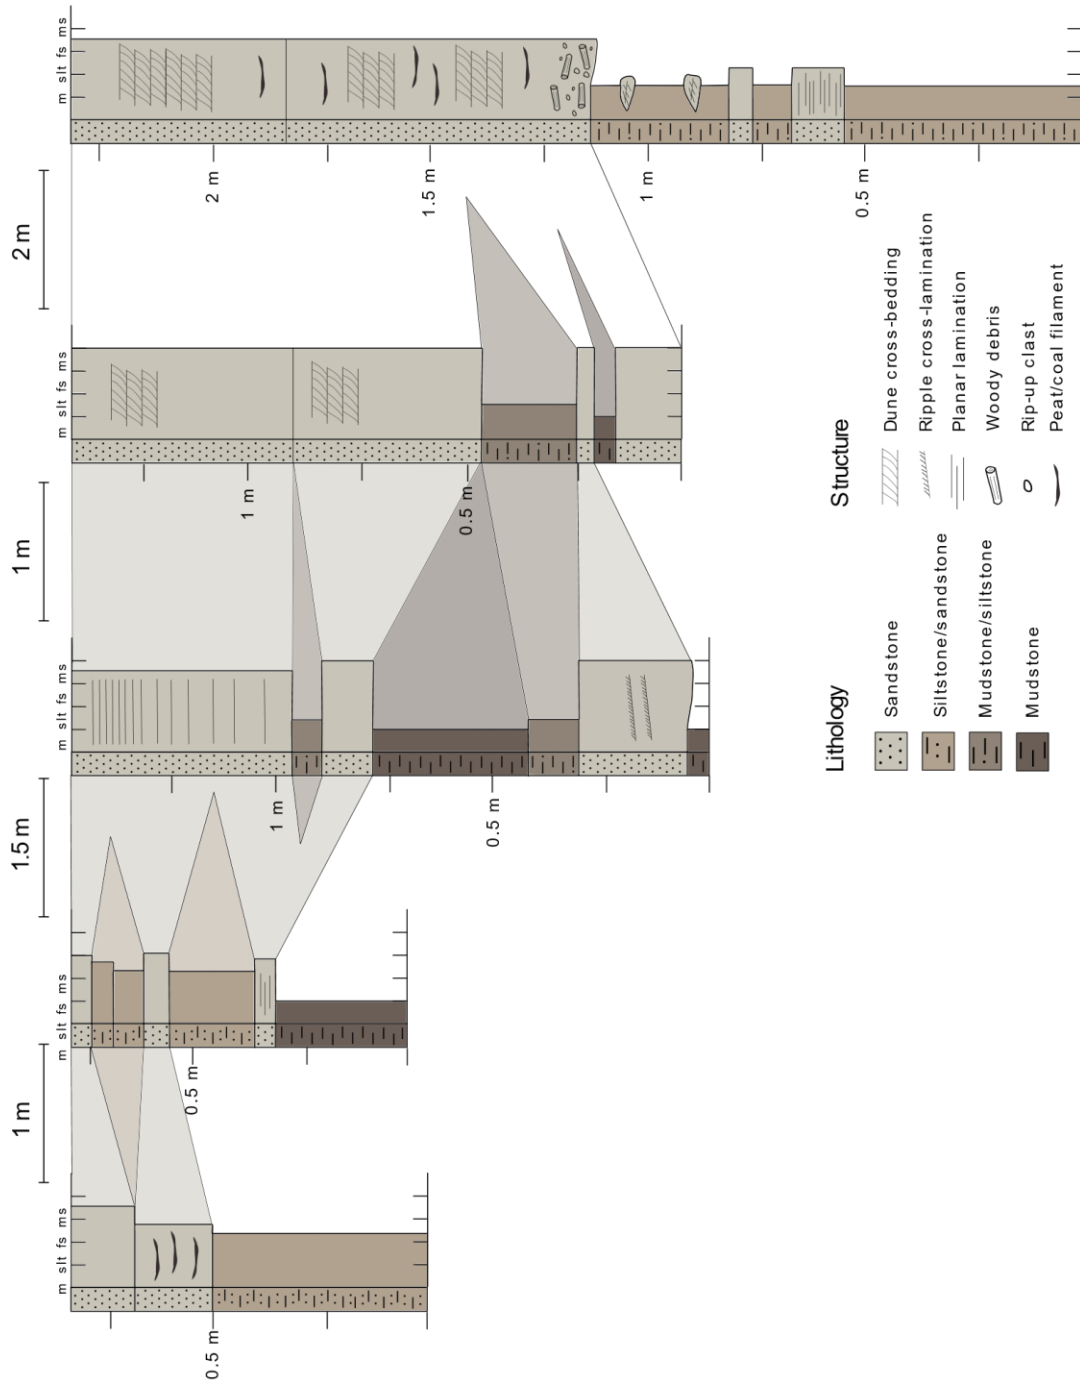 1 m
1.5 m
1 m
2 m
m slt fs ms
m slt fs ms
m slt fs ms
m slt fs ms
m slt fs ms
0.5 m
0.5 m
1 m
0.5 m
1 m
0.5 m
2 m
1.5 m
1 m
0.5 m
Lithology
Sandstone
Siltstone/sandstone
Mudstone/siltstone
Mudstone
Structure
Dune cross-bedding
Ripple cross-lamination
Planar lamination
Woody debris
Rip-up clast
Peat/coal filament